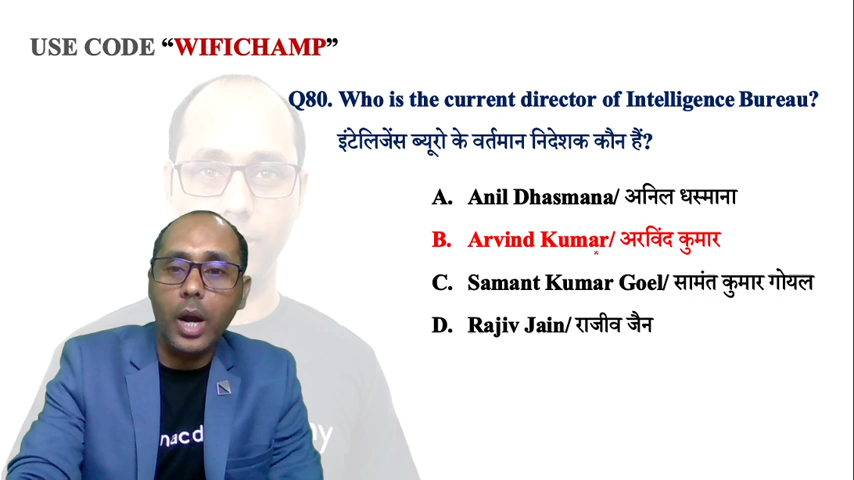 USE CODE “WIFICHAMP”
Q80. Who is the current director of Intelligence Bureau?
इंटेलिजेंस ब्यूरो के वर्तमान निदेशक कौन हैं?
A. Anil Dhasmana/ अनिल धस्माना
B. Arvind Kumar/ अरविंद कुमार
C. Samant Kumar Goel/ सामंत कुमार गोयल
D. Rajiv Jain/ राजीव जैन